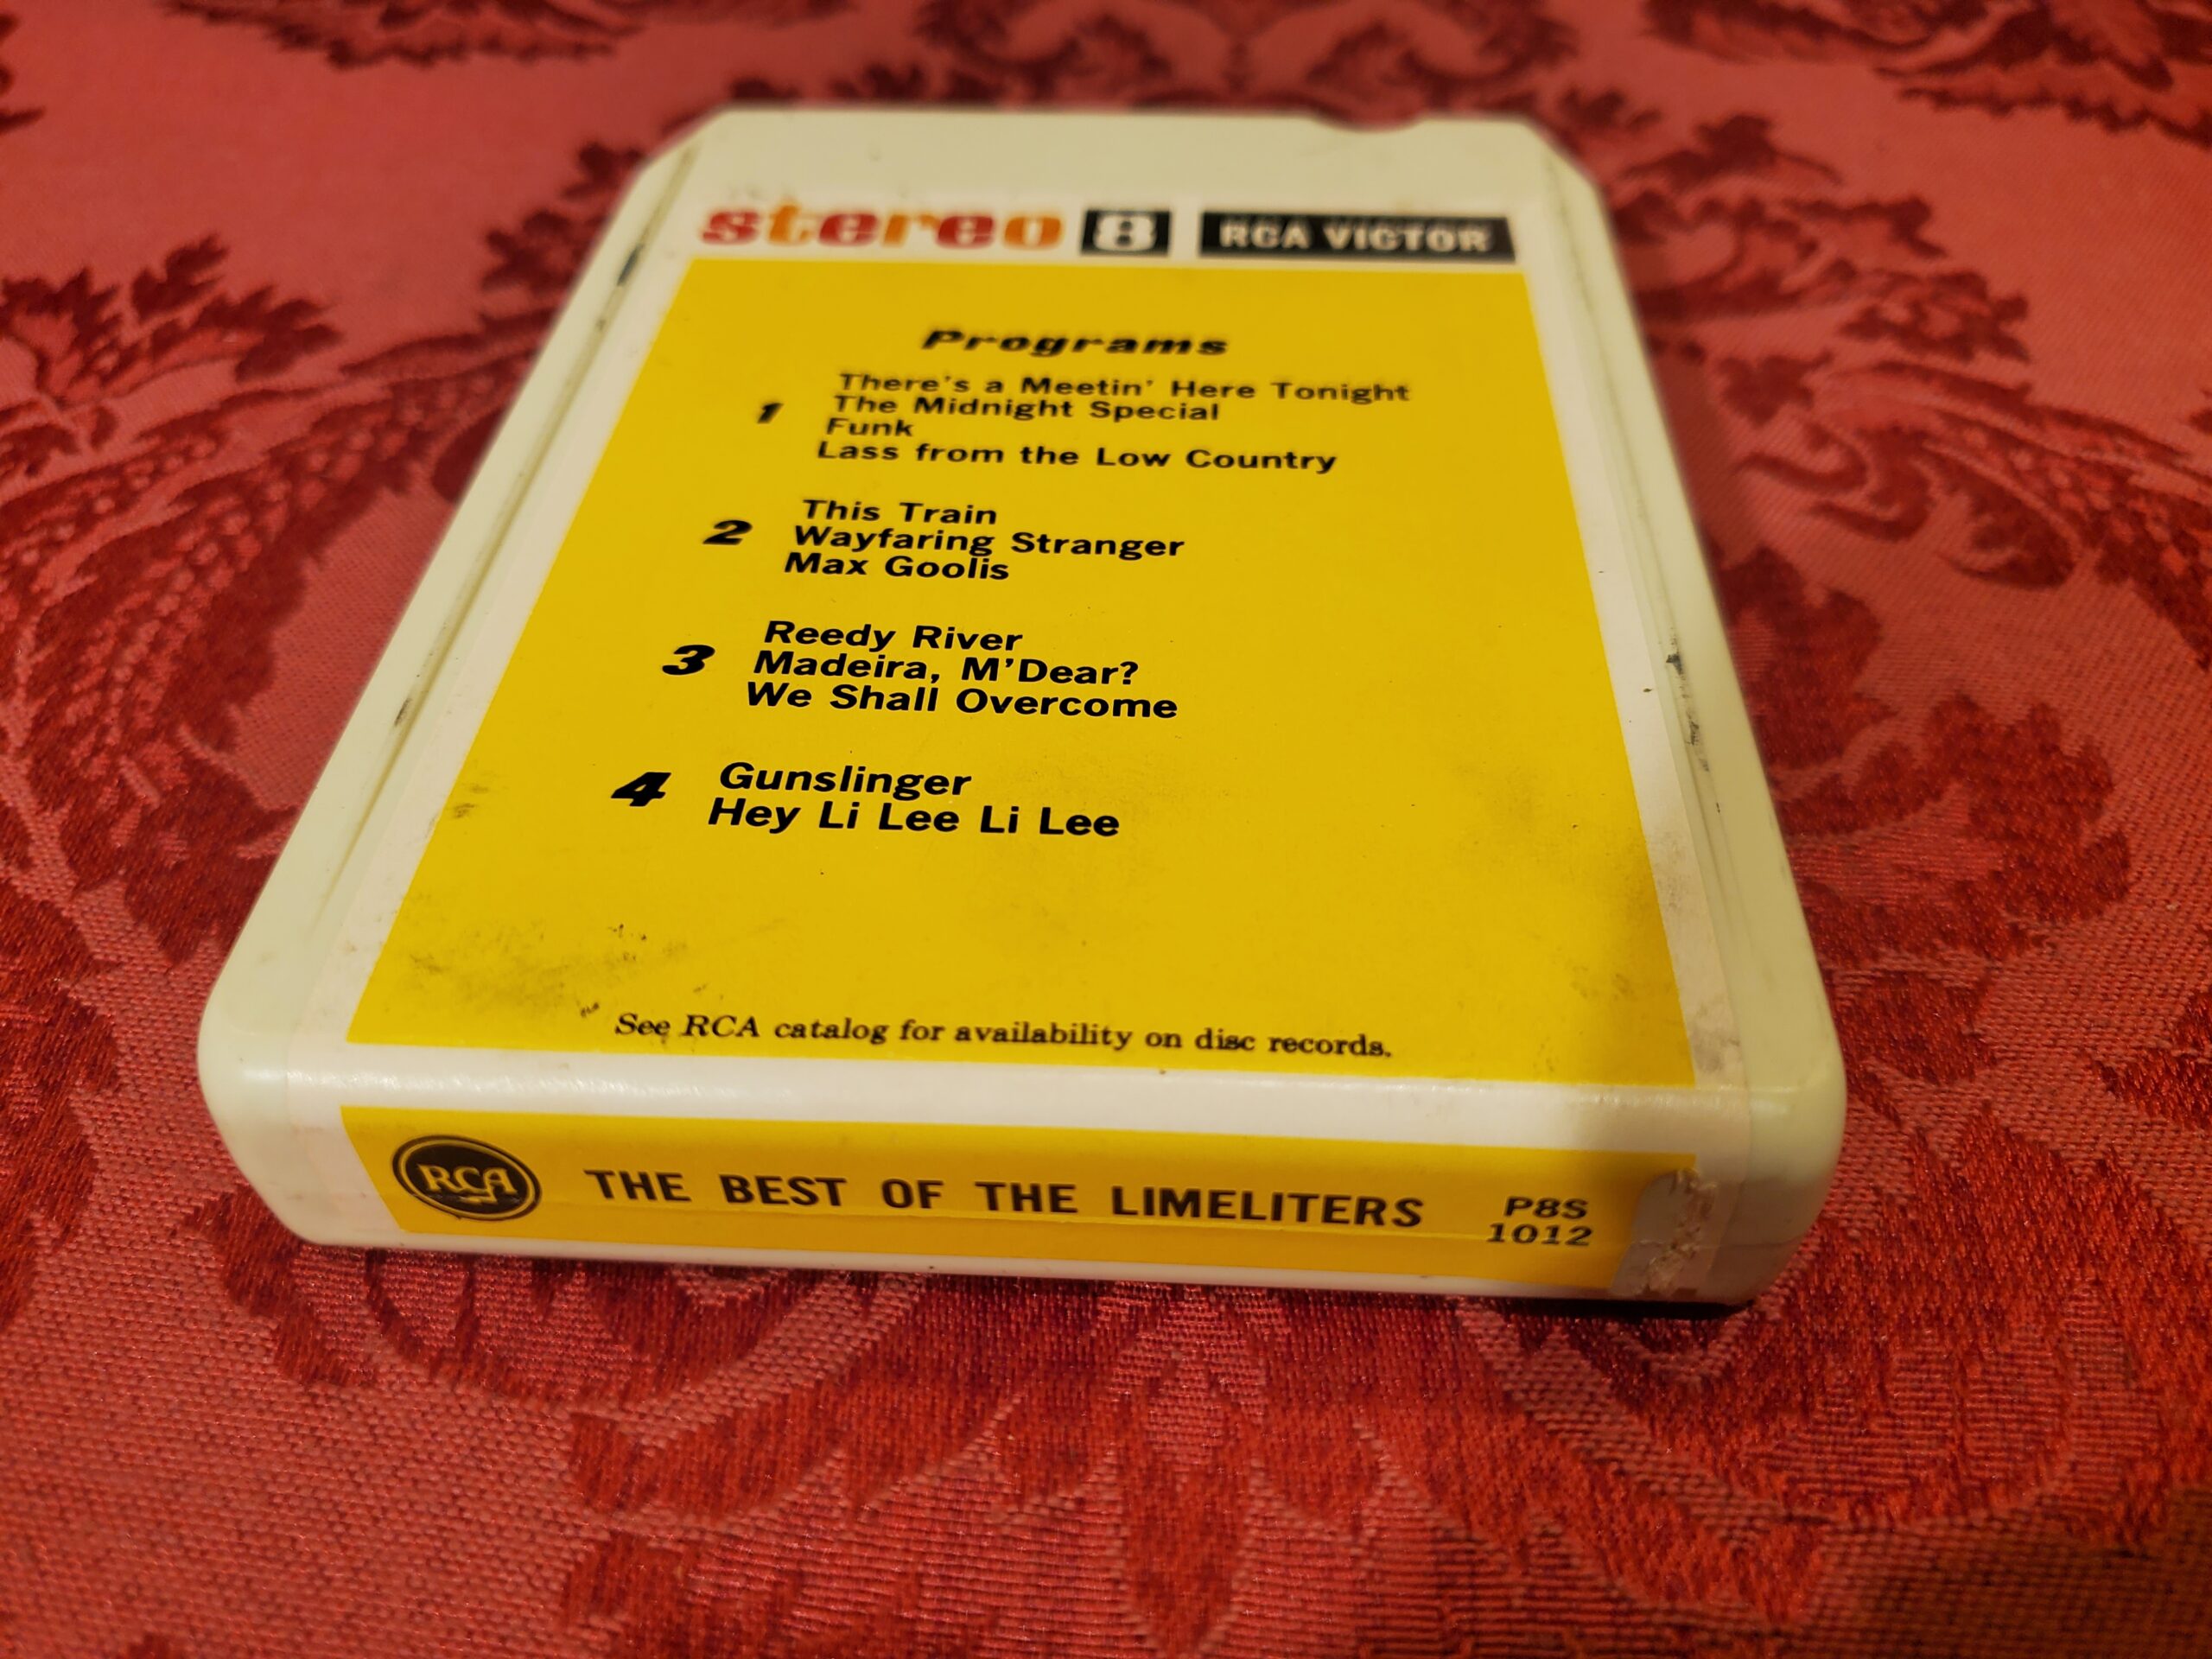 stereo 8 RCA VICTOR
Programs
1
There's a Meetin' Here Tonight
The Midnight Special
Funk
Lass from the Low Country
2
This Train
Wayfaring Stranger
Max Goolis
3
Reedy River
Madeira, M'Dear?
We Shall Overcome
4
Gunslinger
Hey Li Lee Li Lee
See RCA catalog for availability on disc records.
RCA THE BEST OF THE LIMELITERS P8S
1012